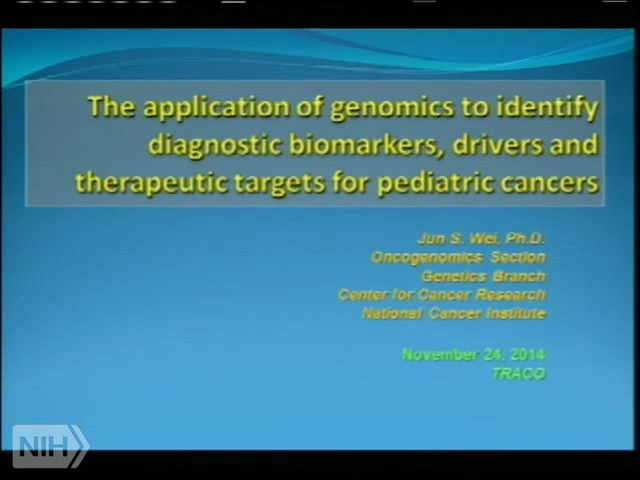 The application of genomics to identify
diagnostic biomarkers, drivers and
therapeutic targets for pediatric cancers
Jun S. Wei, Ph.D.
Oncogenomics Section
Genetics Branch
Center for Cancer Research
National Cancer Institute
November 24, 2014
TRACO
NIH